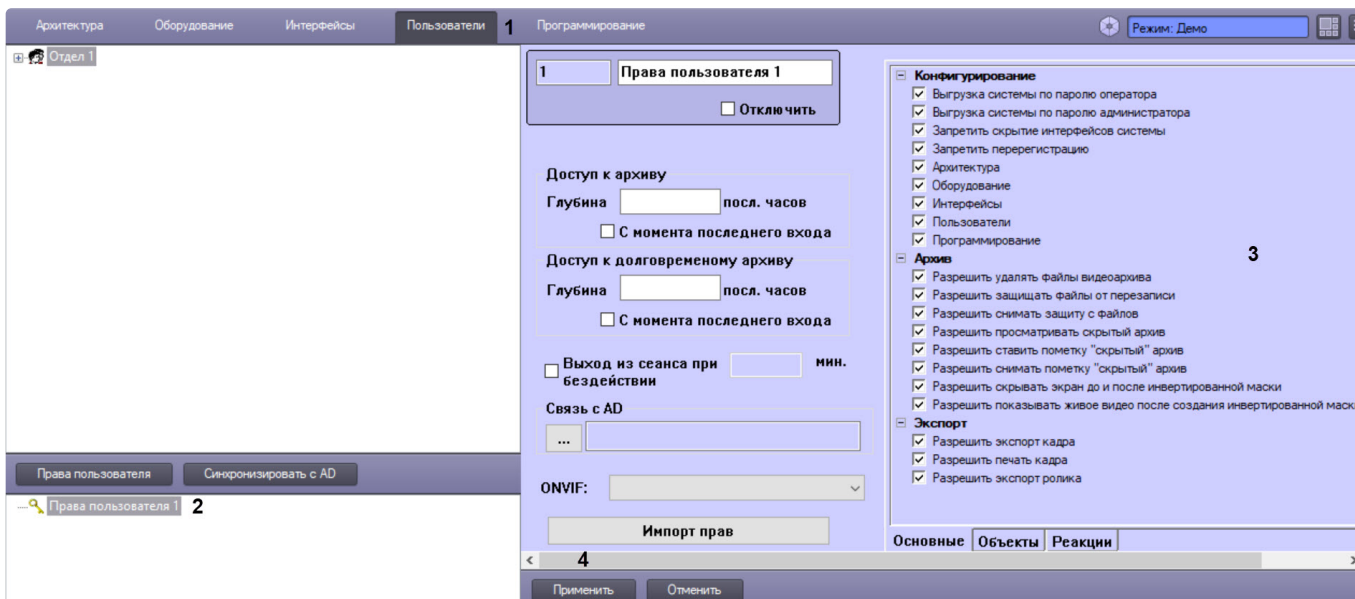 Архитектура Оборудование Интерфейсы Пользователи 1 Программирование Режим: Демо
Отдел 1
1 Права пользователя 1
Отключить
Доступ к архиву
Глубина посл. часов
С момента последнего входа
Доступ к долговременому архиву
Глубина посл. часов
С момента последнего входа
Выход из сеанса при бездействии мин.
Связь с AD
...
ONVIF:
Импорт прав
4
Применить Отменить
Конфигурирование
Выгрузка системы по паролю оператора
Выгрузка системы по паролю администратора
Запретить скрытие интерфейсов системы
Запретить перерегистрацию
Архитектура
Оборудование
Интерфейсы
Пользователи
Программирование
3
Архив
Разрешить удалять файлы видеоархива
Разрешить защищать файлы от перезаписи
Разрешить снимать защиту с файлов
Разрешить просматривать скрытый архив
Разрешить ставить пометку "скрытый" архив
Разрешить снимать пометку "скрытый" архив
Разрешить скрывать экран до и после инвертированной маски
Разрешить показывать живое видео после создания инвертированной маск
Экспорт
Разрешить экспорт кадра
Разрешить печать кадра
Разрешить экспорт ролика
Основные Объекты Реакции
Права пользователя Синхронизировать с AD
Права пользователя 1 2